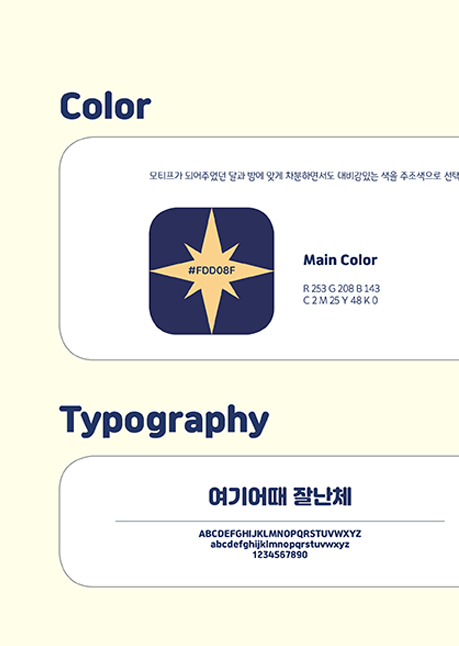 Color
모티프가 되어주었던 달과 밤에 맞게 차분하면서도 대비감있는 색을 주조색으로 선택
#FDD08F
Main Color
R 253 G 208 B 143
C 2 M 25 Y 48 K 0
Typography
여기어때 잘난체
ABCDEFGHIJKLMNOPQRSTUVWXYZ
abcdefghijklmnopqrstuvwxyz
1234567890